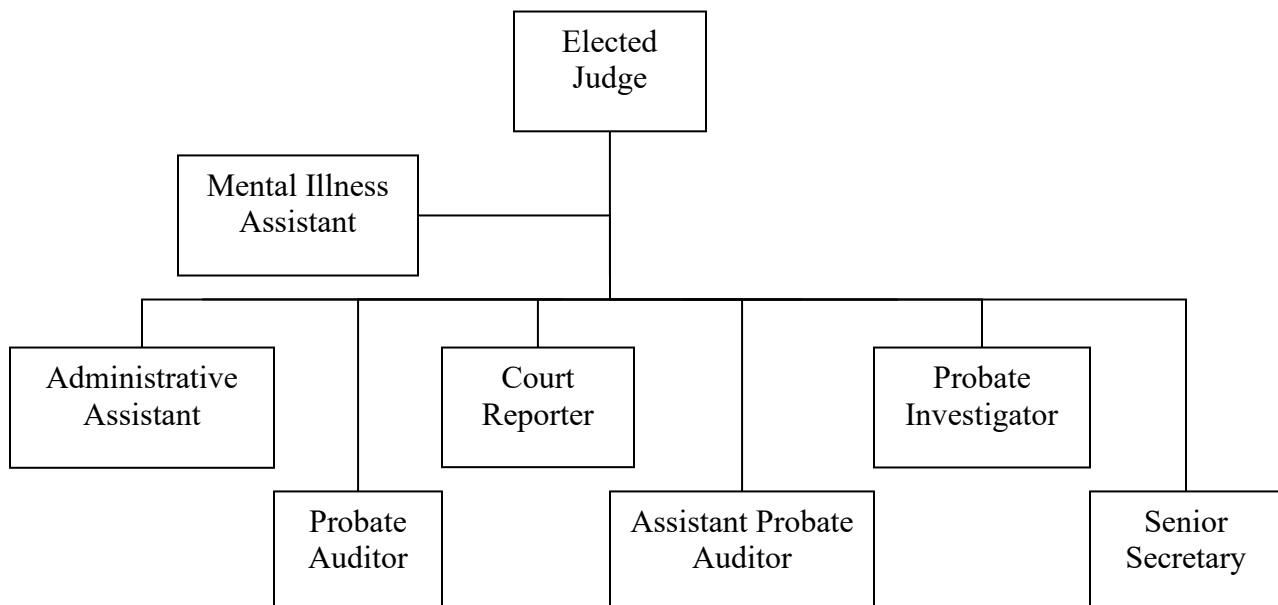 Elected
Judge
Mental Illness
Assistant
Administrative
Assistant
Court
Reporter
Probate
Investigator
Probate
Auditor
Assistant Probate
Auditor
Senior
Secretary